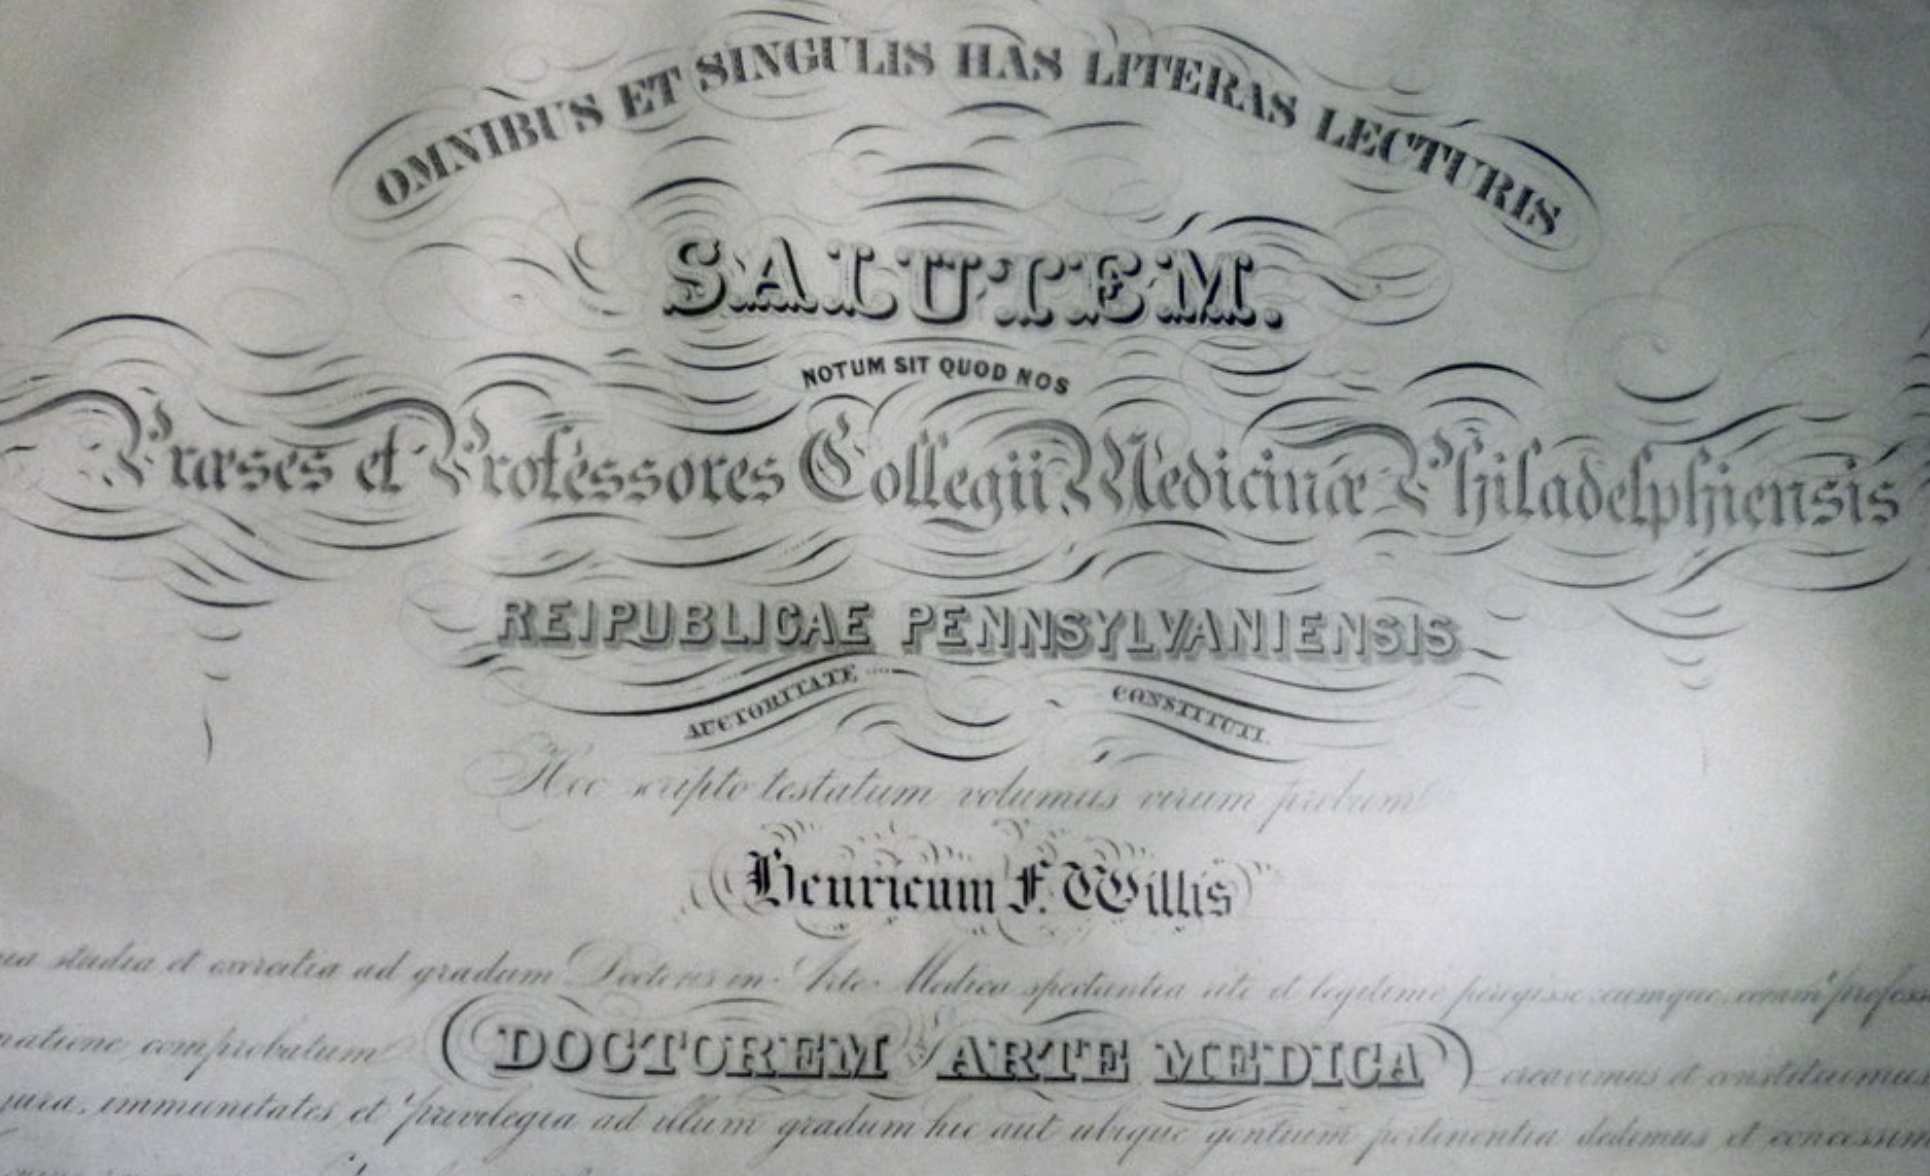 OMNIBUS ET SINGULIS HAS LITERAS LECTURIS
SALUTEM.
NOTUM SIT QUOD NOS
Præses et Professores Collegii Medicinæ Philadelphiensis
REIPUBLICAE PENNSYLVANIENSIS
AUCTORITATE CONSTITUTI.
Hoc scripto testatum volumus virum probum
Henricum F. Willis
studia et exercitia ad gradum Doctoris in Arte Medica spectantia rite et legitime peregisse eumque coram
comprobatum DOCTOREM ARTE MEDICA creavimus et constituimus
jura, immunitates et privilegia ad illum gradum hic aut ubique gentium pertinentia dedimus et